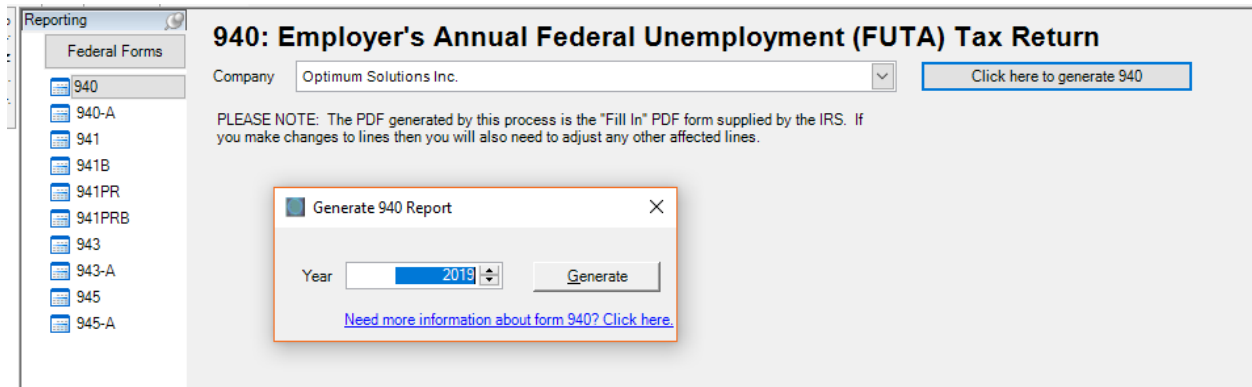 Reporting
Federal Forms
940
940-A
941
941B
941PR
941PRB
943
943-A
945
945-A
940: Employer's Annual Federal Unemployment (FUTA) Tax Return
Company
Optimum Solutions Inc.
Click here to generate 940
PLEASE NOTE: The PDF generated by this process is the "Fill In" PDF form supplied by the IRS. If
you make changes to lines then you will also need to adjust any other affected lines.
Generate 940 Report
Year
2019
Generate
Need more information about form 940? Click here.